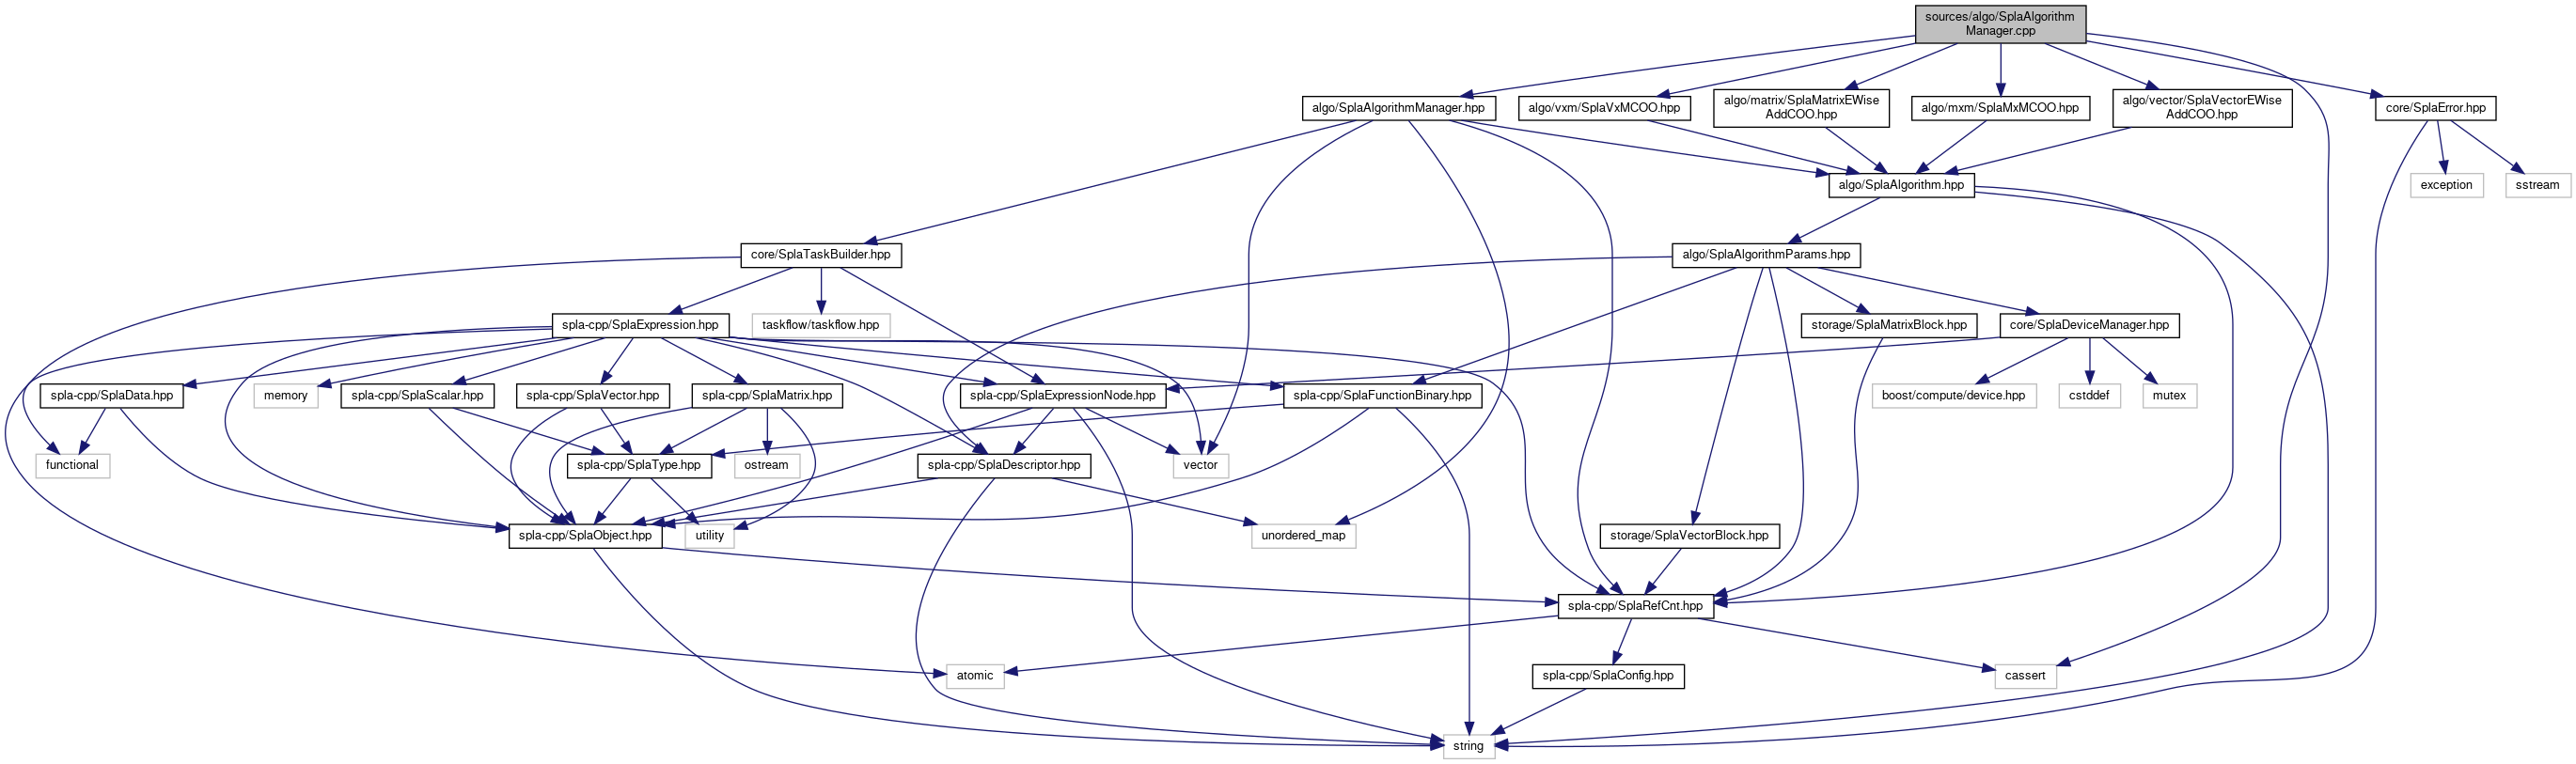 sources/algo/SplaAlgorithm
Manager.cpp
algo/SplaAlgorithmManager.hpp
algo/vxm/SplaVxMCOO.hpp
algo/matrix/SplaMatrixEWise
AddCOO.hpp
algo/mxm/SplaMxMCOO.hpp
algo/vector/SplaVectorEWise
AddCOO.hpp
core/SplaError.hpp
algo/SplaAlgorithm.hpp
exception
sstream
core/SplaTaskBuilder.hpp
algo/SplaAlgorithmParams.hpp
spla-cpp/SplaExpression.hpp
taskflow/taskflow.hpp
storage/SplaMatrixBlock.hpp
core/SplaDeviceManager.hpp
spla-cpp/SplaData.hpp
memory
spla-cpp/SplaScalar.hpp
spla-cpp/SplaVector.hpp
spla-cpp/SplaMatrix.hpp
spla-cpp/SplaExpressionNode.hpp
spla-cpp/SplaFunctionBinary.hpp
boost/compute/device.hpp
cstddef
mutex
functional
spla-cpp/SplaType.hpp
ostream
spla-cpp/SplaDescriptor.hpp
vector
spla-cpp/SplaObject.hpp
utility
unordered_map
storage/SplaVectorBlock.hpp
spla-cpp/SplaRefCnt.hpp
atomic
spla-cpp/SplaConfig.hpp
cassert
string